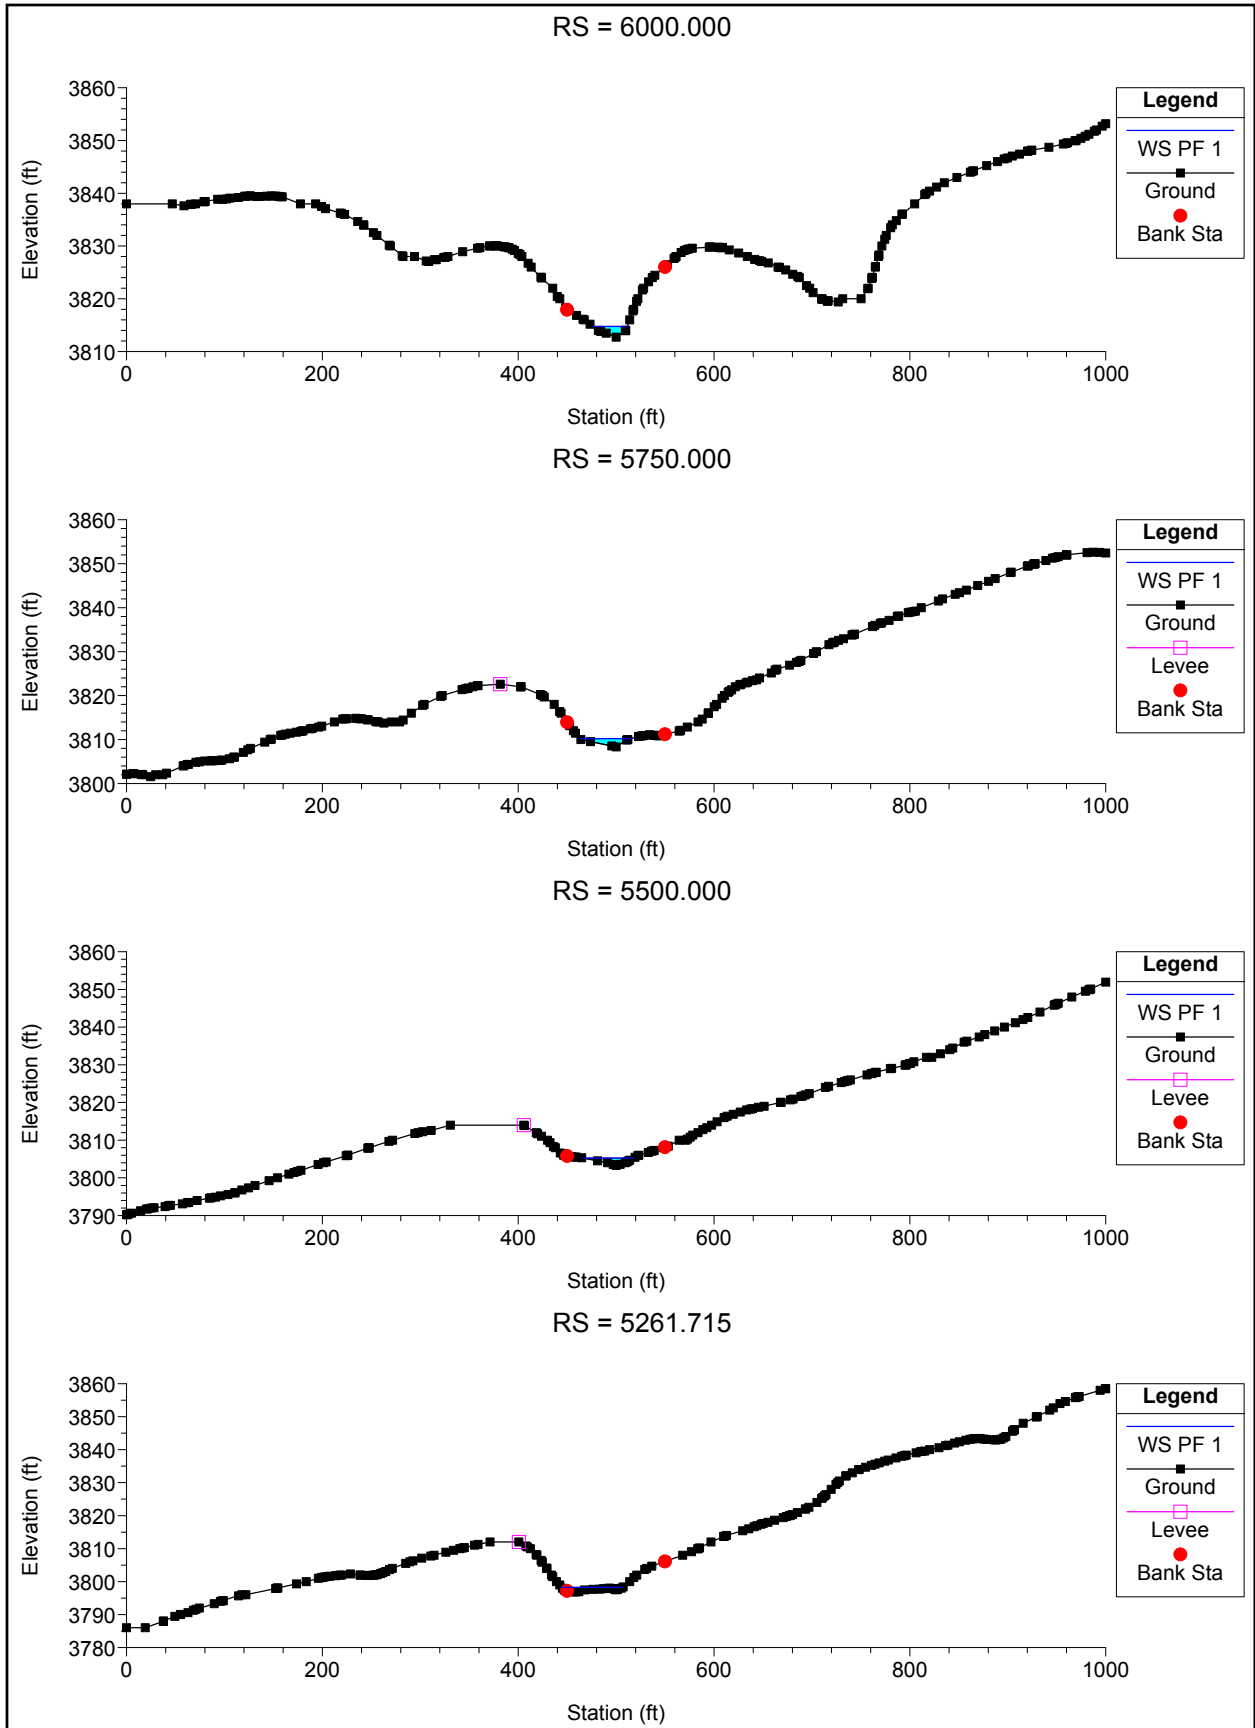 RS = 6000.000
Elevation (ft)
3860
3850
3840
3830
3820
3810
0 200 400 600 800 1000
Station (ft)
Legend
WS PF 1
Ground
Bank Sta
RS = 5750.000
Elevation (ft)
3860
3850
3840
3830
3820
3810
3800
0 200 400 600 800 1000
Station (ft)
Legend
WS PF 1
Ground
Levee
Bank Sta
RS = 5500.000
Elevation (ft)
3860
3850
3840
3830
3820
3810
3800
3790
0 200 400 600 800 1000
Station (ft)
Legend
WS PF 1
Ground
Levee
Bank Sta
RS = 5261.715
Elevation (ft)
3860
3850
3840
3830
3820
3810
3800
3790
3780
0 200 400 600 800 1000
Station (ft)
Legend
WS PF 1
Ground
Levee
Bank Sta